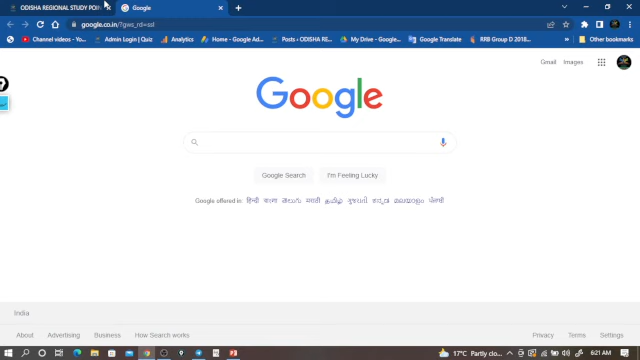 ODISHA REGIONAL STUDY POIN
Google
google.co.in/?gws_rd=ssl
Channel videos - You...
Admin Login | Quiz
Analytics
Home - Google Ad...
Posts ‹ ODISHA RE...
My Drive - Google...
Google Translate
RRB Group D 2018...
»
Other bookmarks
Gmail Images
Google
Google Search
I'm Feeling Lucky
Google offered in: हिन्दी বাংলা తెలుగు मराठी தமிழ் ગુજરાતી ಕನ್ನಡ മലയാളം ਪੰਜਾਬੀ
India
About Advertising Business How Search works
Privacy Terms Settings
17°C Partly clo...
6:21 AM